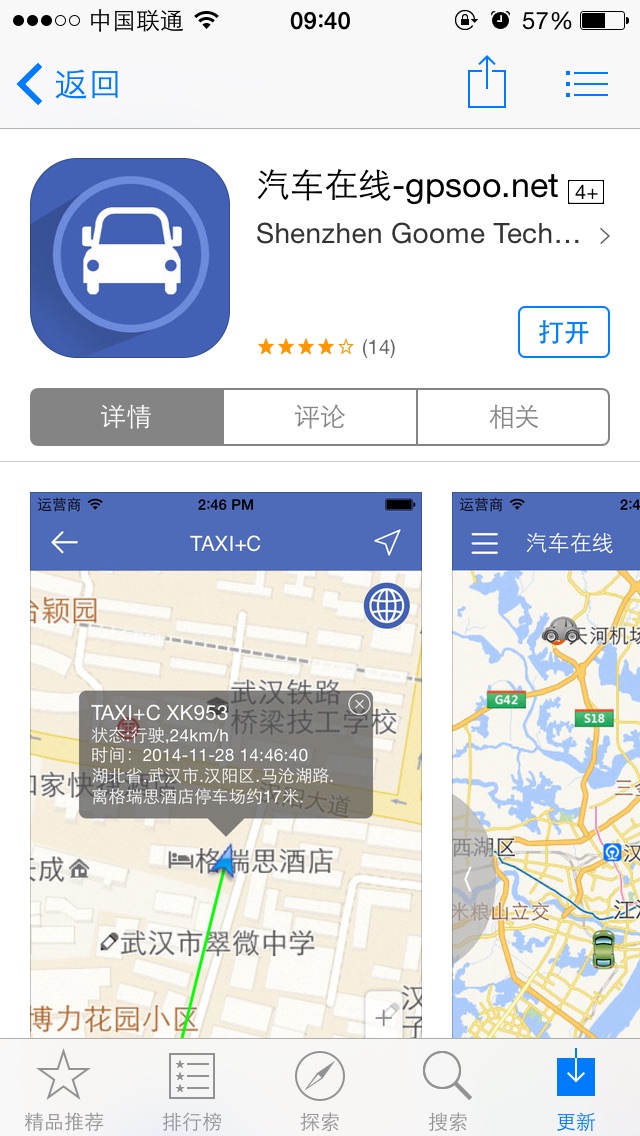 中国联通 09:40 57%
返回
汽车在线-gpsoo.net 4+
Shenzhen Goome Tech...
(14)
打开
详情 评论 相关
运营商 2:46 PM
TAXI+C
颖园
武汉铁路
桥梁技工学校
TAXI+C XK953
状态:行驶,24km/h
时间：2014-11-28 14:46:40
湖北省.武汉市.汉阳区.马沧湖路.
离格瑞思酒店停车场约17米.
大道
成
格瑞思酒店
武汉市翠微中学
博力花园小区
+
运营商 2:4
汽车在线
天河机场
G42
S18
西湖区
米粮山立交
精品推荐 排行榜 探索 搜索 更新